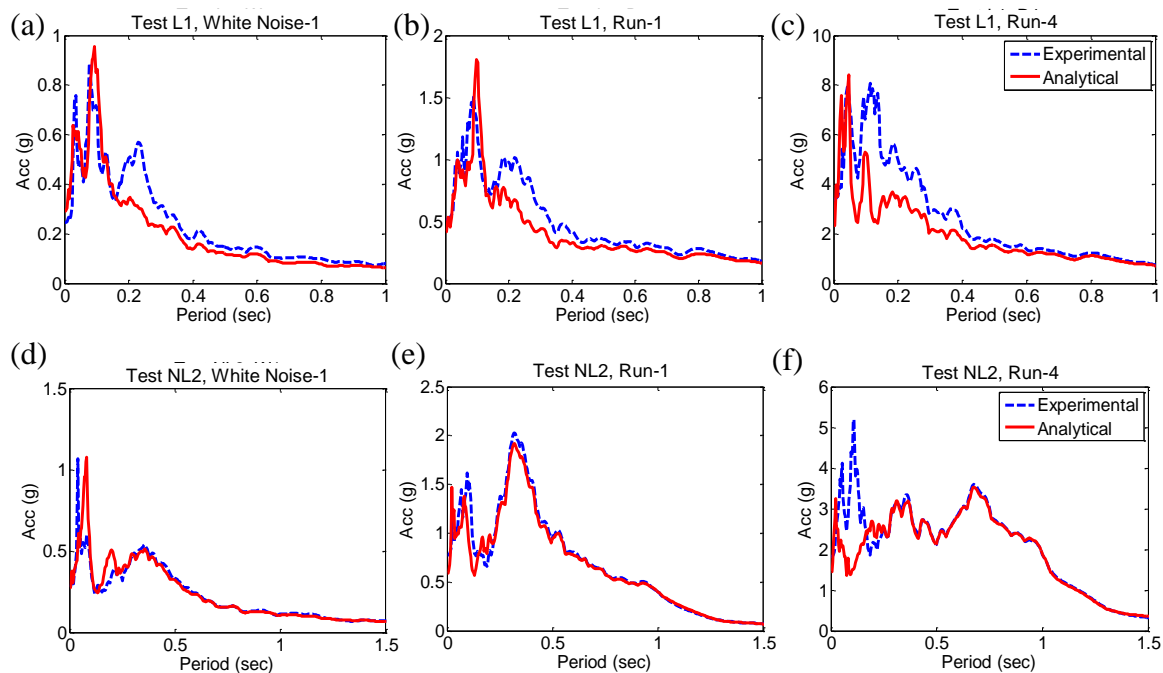 (a) Test L1, White Noise-1
1
0.8
0.6
0.4
0.2
0
Acc (g)
0 0.2 0.4 0.6 0.8 1
Period (sec)
(b) Test L1, Run-1
2
1.5
1
0.5
0
Acc (g)
0 0.2 0.4 0.6 0.8 1
Period (sec)
(c) Test L1, Run-4
10
8
6
4
2
0
Acc (g)
Experimental
Analytical
0 0.2 0.4 0.6 0.8 1
Period (sec)
(d) Test NL2, White Noise-1
1.5
1
0.5
0
Acc (g)
0 0.5 1 1.5
Period (sec)
(e) Test NL2, Run-1
2.5
2
1.5
1
0.5
0
Acc (g)
0 0.5 1 1.5
Period (sec)
(f) Test NL2, Run-4
6
5
4
3
2
1
0
Acc (g)
Experimental
Analytical
0 0.5 1 1.5
Period (sec)